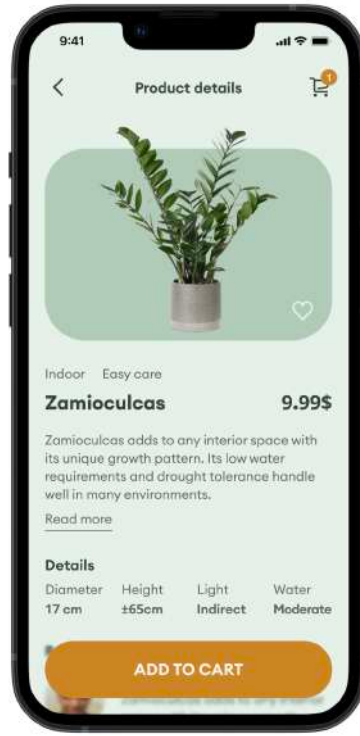 9:41
Product details
1
Indoor Easy care
Zamioculcas 9.99$
Zamioculcas adds to any interior space with
its unique growth pattern. Its low water
requirements and drought tolerance handle
well in many environments.
Read more
Details
Diameter Height Light Water
17 cm ±65cm Indirect Moderate
ADD TO CART